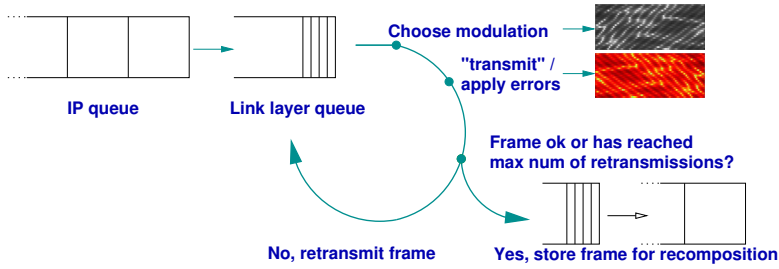 Choose modulation
"transmit" /
apply errors
IP queue
Link layer queue
Frame ok or has reached
max num of retransmissions?
No, retransmit frame
Yes, store frame for recomposition